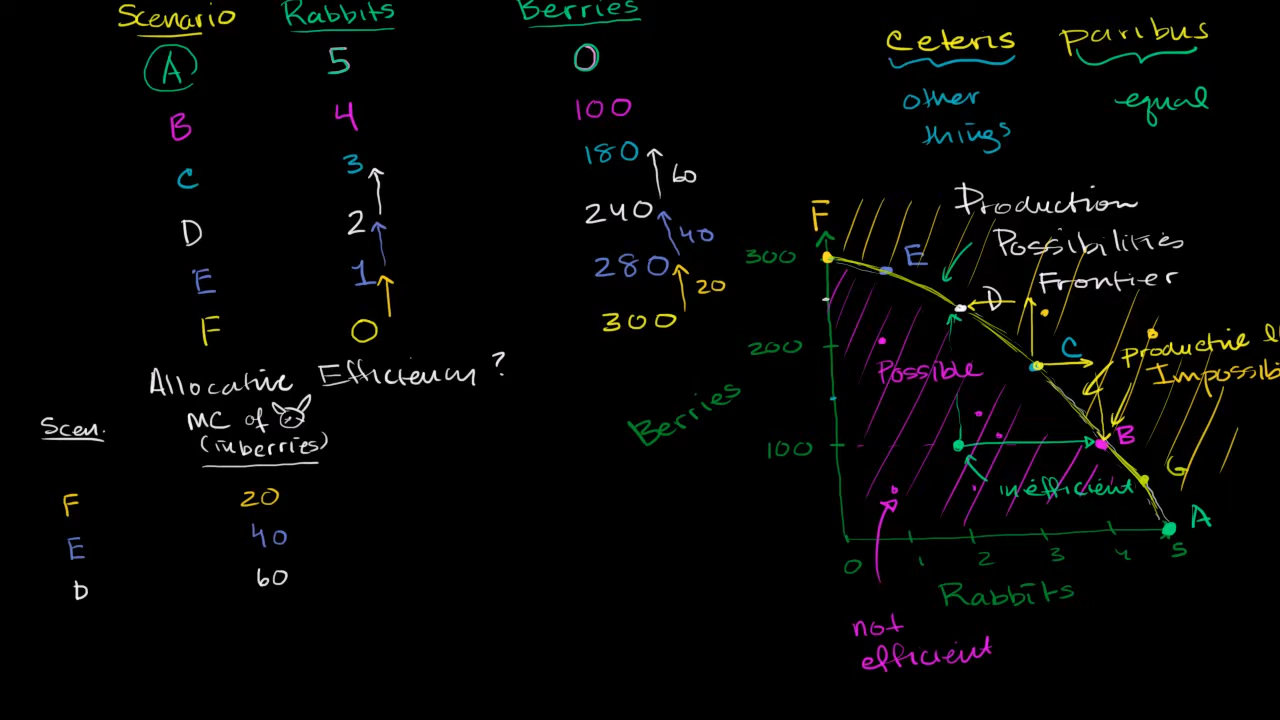 Scenario Rabbits Berries
A 5 0
B 4 100
C 3 180
60
D 2 240
40
E 1 280
20
F 0 300
Allocative Efficiency ?
MC of
(in berries)
Scen.
F 20
E 40
D 60
ceteris paribus
other equal
things
Production
Possibilities
Frontier
F
300
E
D
C
200
Possible
productive
Impossib
Berries
B
100
G
inefficient
A
0 1 2 3 4 5
Rabbits
not
efficient